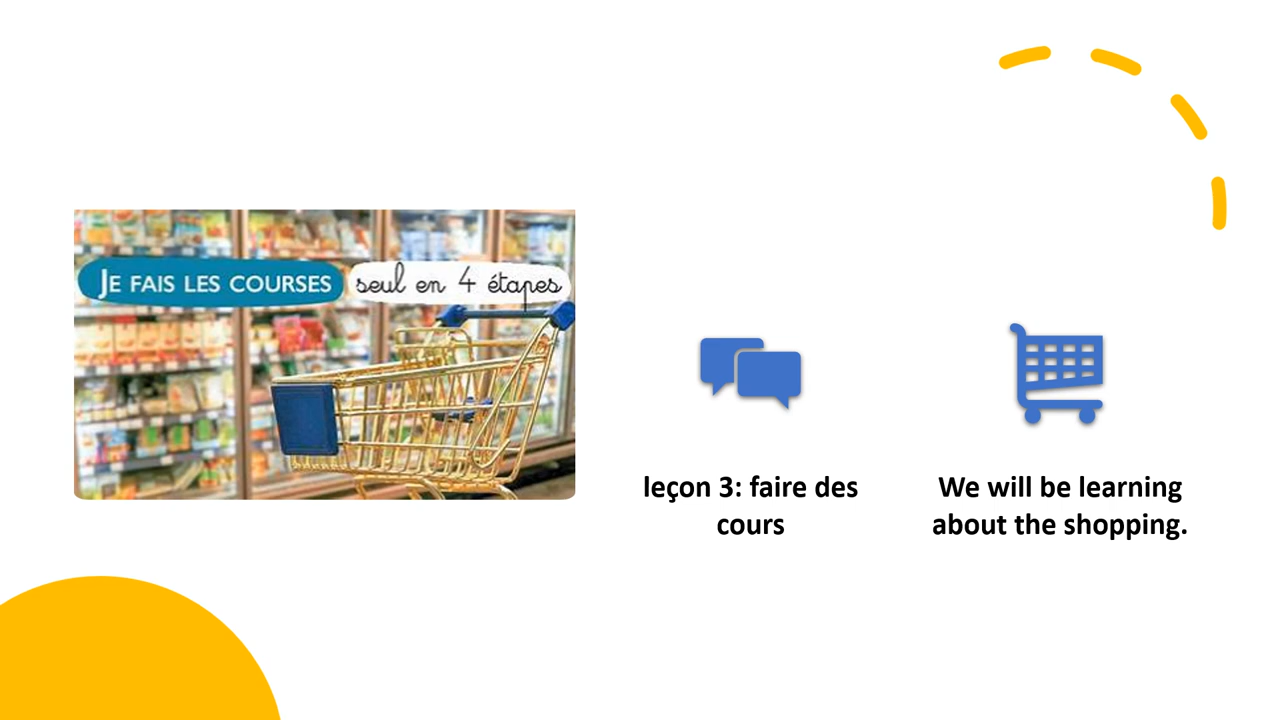 JE FAIS LES COURSES seul en 4 étapes
leçon 3: faire des
cours
We will be learning
about the shopping.